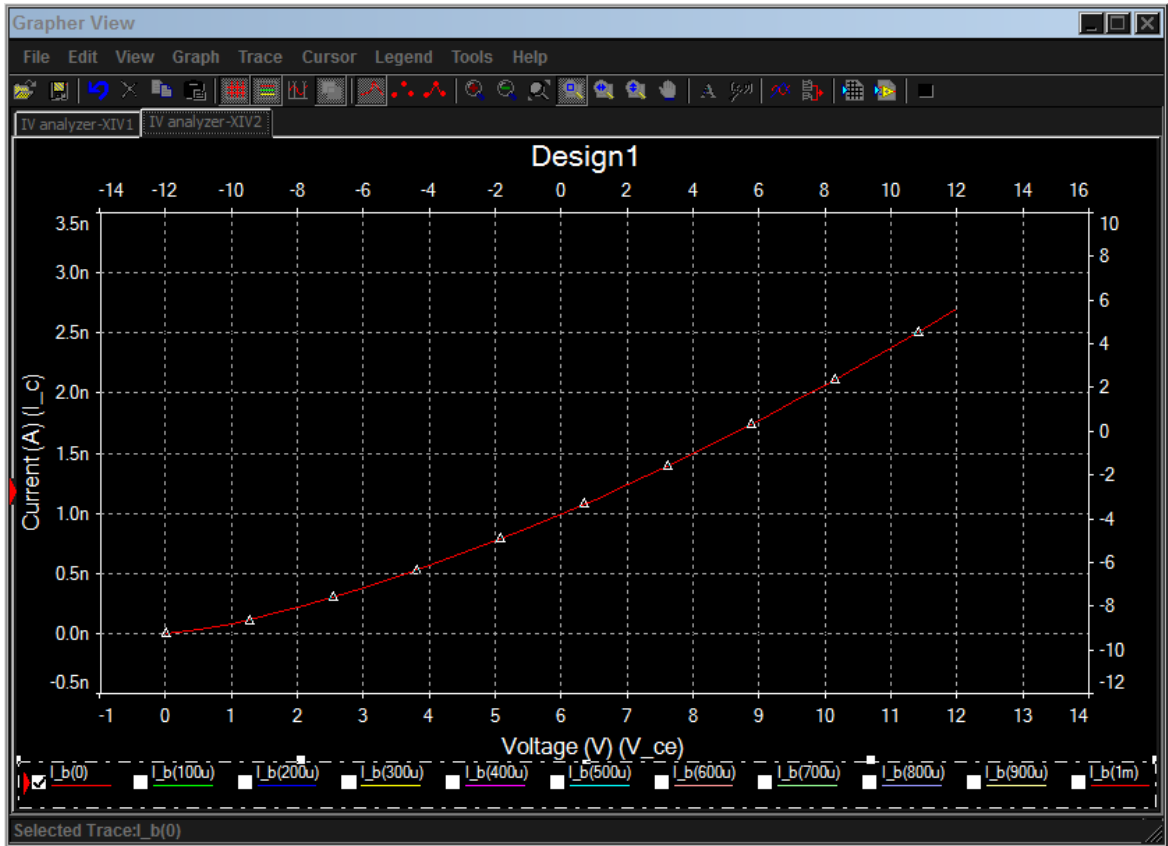 Grapher View
File Edit View Graph Trace Cursor Legend Tools Help
IV analyzer-XIV1 IV analyzer-XIV2
Design1
-14 -12 -10 -8 -6 -4 -2 0 2 4 6 8 10 12 14 16
3.5n 10
3.0n 8
6
2.5n 4
2.0n 2
0
1.5n -2
1.0n -4
-6
0.5n -8
0.0n -10
-0.5n -12
Current (A) (I_c)
-1 0 1 2 3 4 5 6 7 8 9 10 11 12 13 14
Voltage (V) (V_ce)
I_b(0) I_b(100u) I_b(200u) I_b(300u) I_b(400u) I_b(500u) I_b(600u) I_b(700u) I_b(800u) I_b(900u) I_b(1m)
Selected Trace:I_b(0)